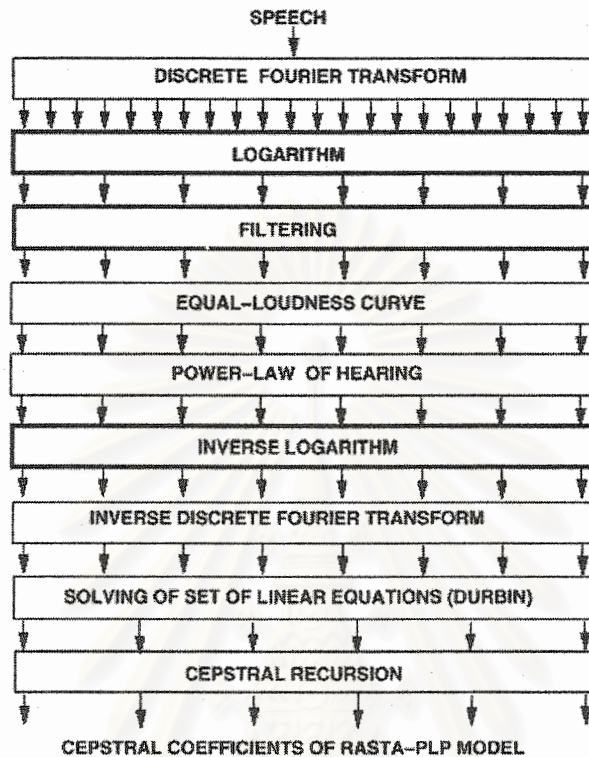 SPEECH
DISCRETE FOURIER TRANSFORM
LOGARITHM
FILTERING
EQUAL-LOUDNESS CURVE
POWER-LAW OF HEARING
INVERSE LOGARITHM
INVERSE DISCRETE FOURIER TRANSFORM
SOLVING OF SET OF LINEAR EQUATIONS (DURBIN)
CEPSTRAL RECURSION
CEPSTRAL COEFFICIENTS OF RASTA-PLP MODEL